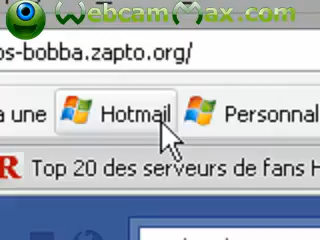 WebcamMax.com
os-bobba.zapto.org/
a une Hotmail Personnal
R Top 20 des serveurs de fans H